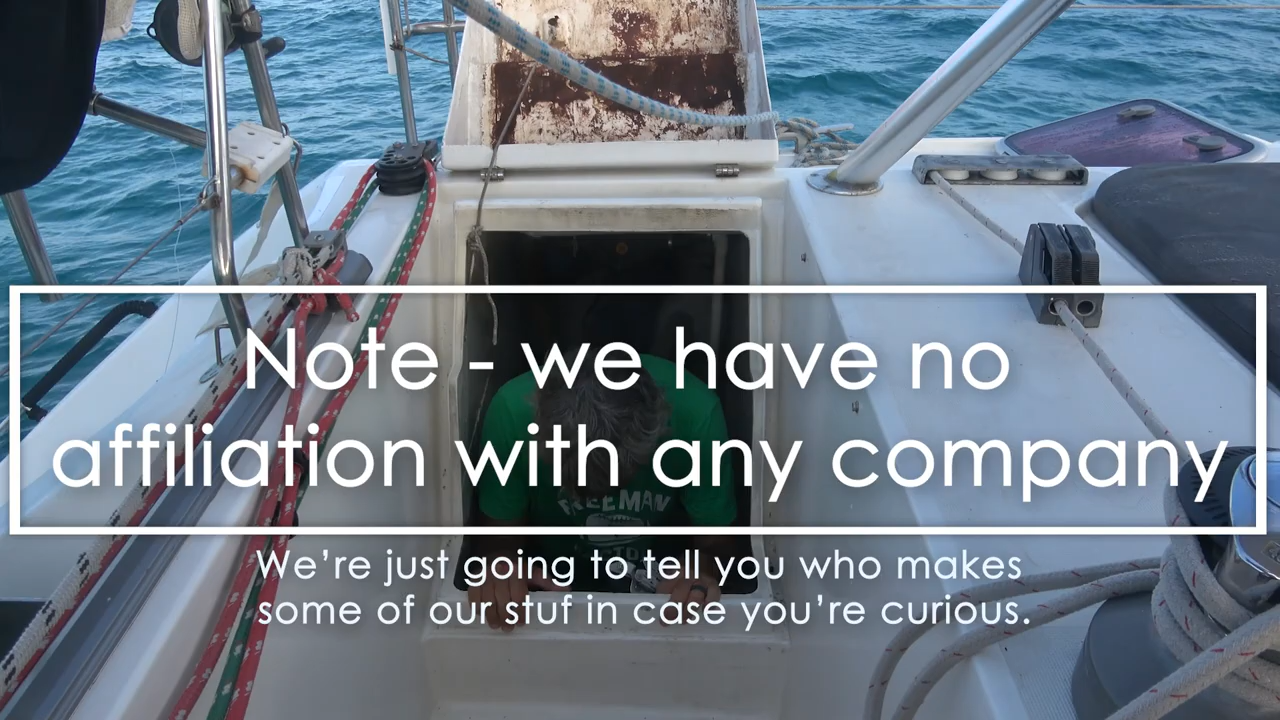 Note - we have no
affiliation with any company
REEMAN
We're just going to tell you who makes
some of our stuf in case you're curious.